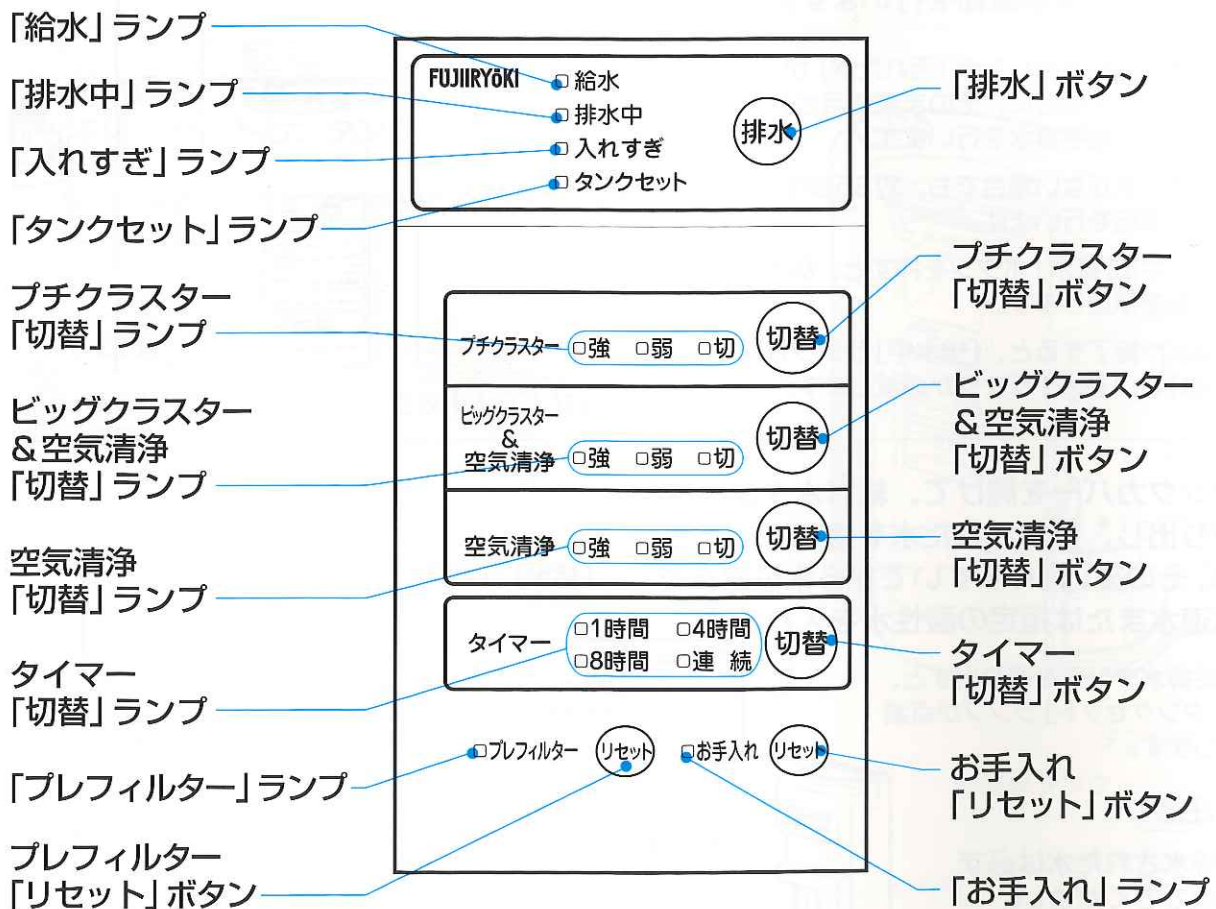 「給水」ランプ
「排水中」ランプ
「入れすぎ」ランプ
「タンクセット」ランプ
プチクラスター
「切替」ランプ
ビッグクラスター
&空気清浄
「切替」ランプ
空気清浄
「切替」ランプ
タイマー
「切替」ランプ
「プレフィルター」ランプ
プレフィルター
「リセット」ボタン
FUJIIRYōKI
給水
排水中
入れすぎ
タンクセット
排水
プチクラスター 強 弱 切 切替
ビッグクラスター
&
空気清浄 強 弱 切 切替
空気清浄 強 弱 切 切替
タイマー 1時間 4時間
8時間 連続 切替
プレフィルター リセット お手入れ リセット
「排水」ボタン
プチクラスター
「切替」ボタン
ビッグクラスター
&空気清浄
「切替」ボタン
空気清浄
「切替」ボタン
タイマー
「切替」ボタン
お手入れ
「リセット」ボタン
「お手入れ」ランプ